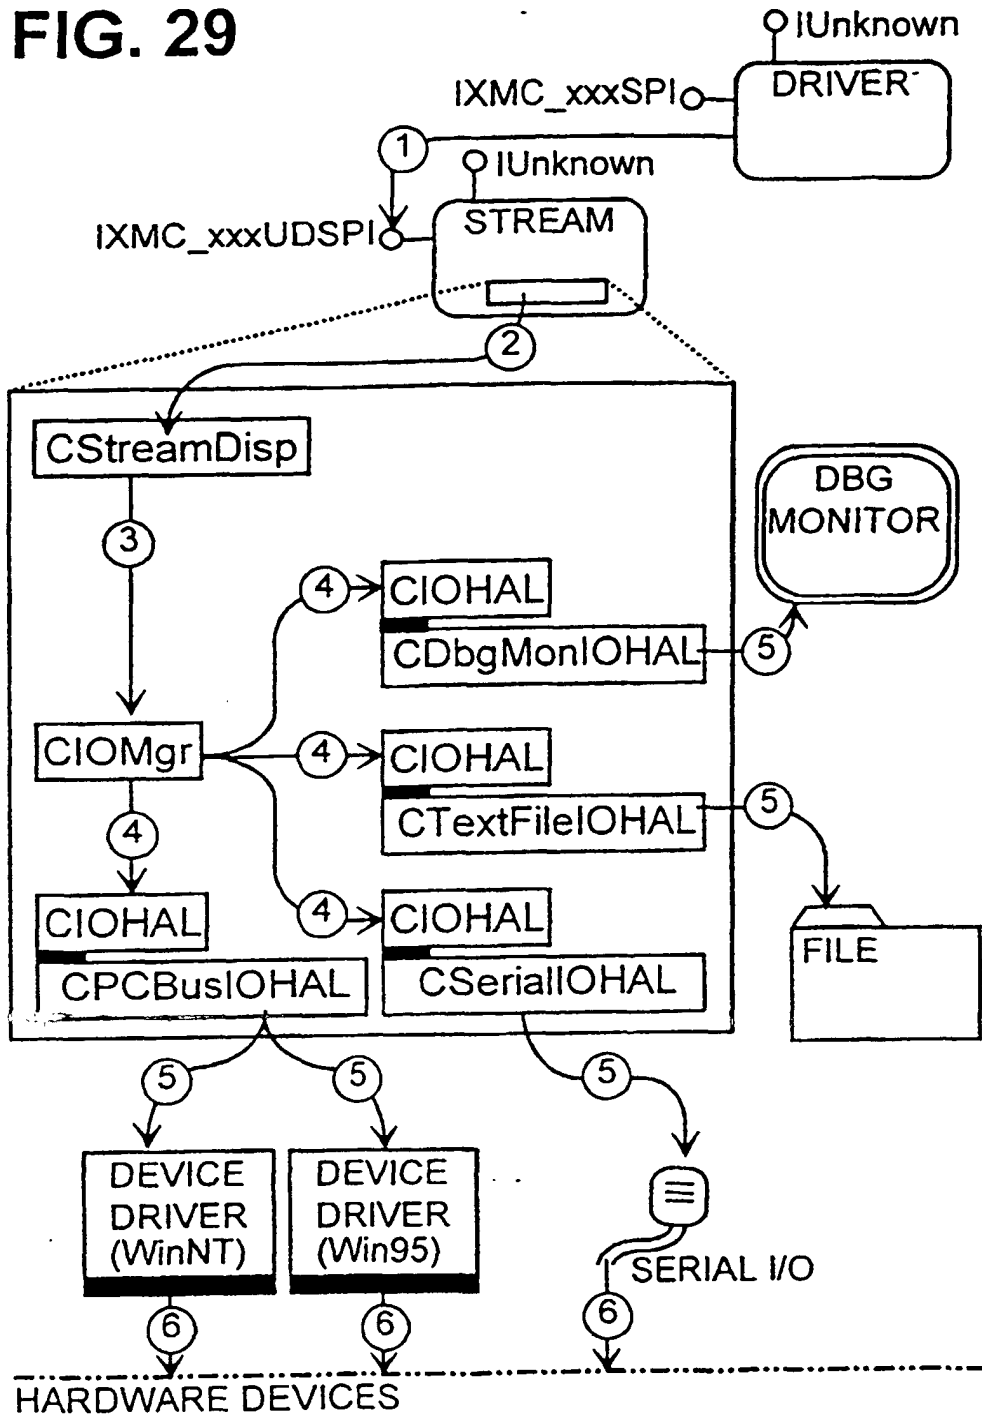 FIG. 29
IUnknown
DRIVER
IXMC_xxxSPI
1
IUnknown
IXMC_xxxUDSPI
STREAM
2
CStreamDisp
DBG
MONITOR
3
4
CIOHAL
CDbgMonIOHAL
5
CIOMgr
4
CIOHAL
CTextFileIOHAL
5
4
4
CIOHAL
CIOHAL
FILE
CPCBusIOHAL
CSerialIOHAL
5
5
5
DEVICE
DRIVER
(WinNT)
DEVICE
DRIVER
(Win95)
SERIAL I/O
6
6
6
HARDWARE DEVICES